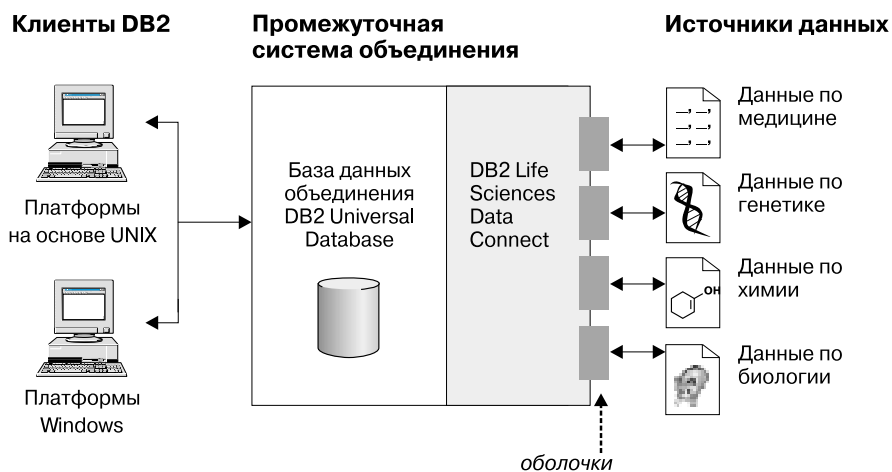 Клиенты DB2
Промежуточная
система объединения
Источники данных
Платформы
на основе UNIX
Платформы
Windows
База данных
объединения
DB2 Universal
Database
DB2 Life
Sciences
Data
Connect
Данные по
медицине
Данные по
генетике
OH
Данные по
химии
Данные по
биологии
оболочки